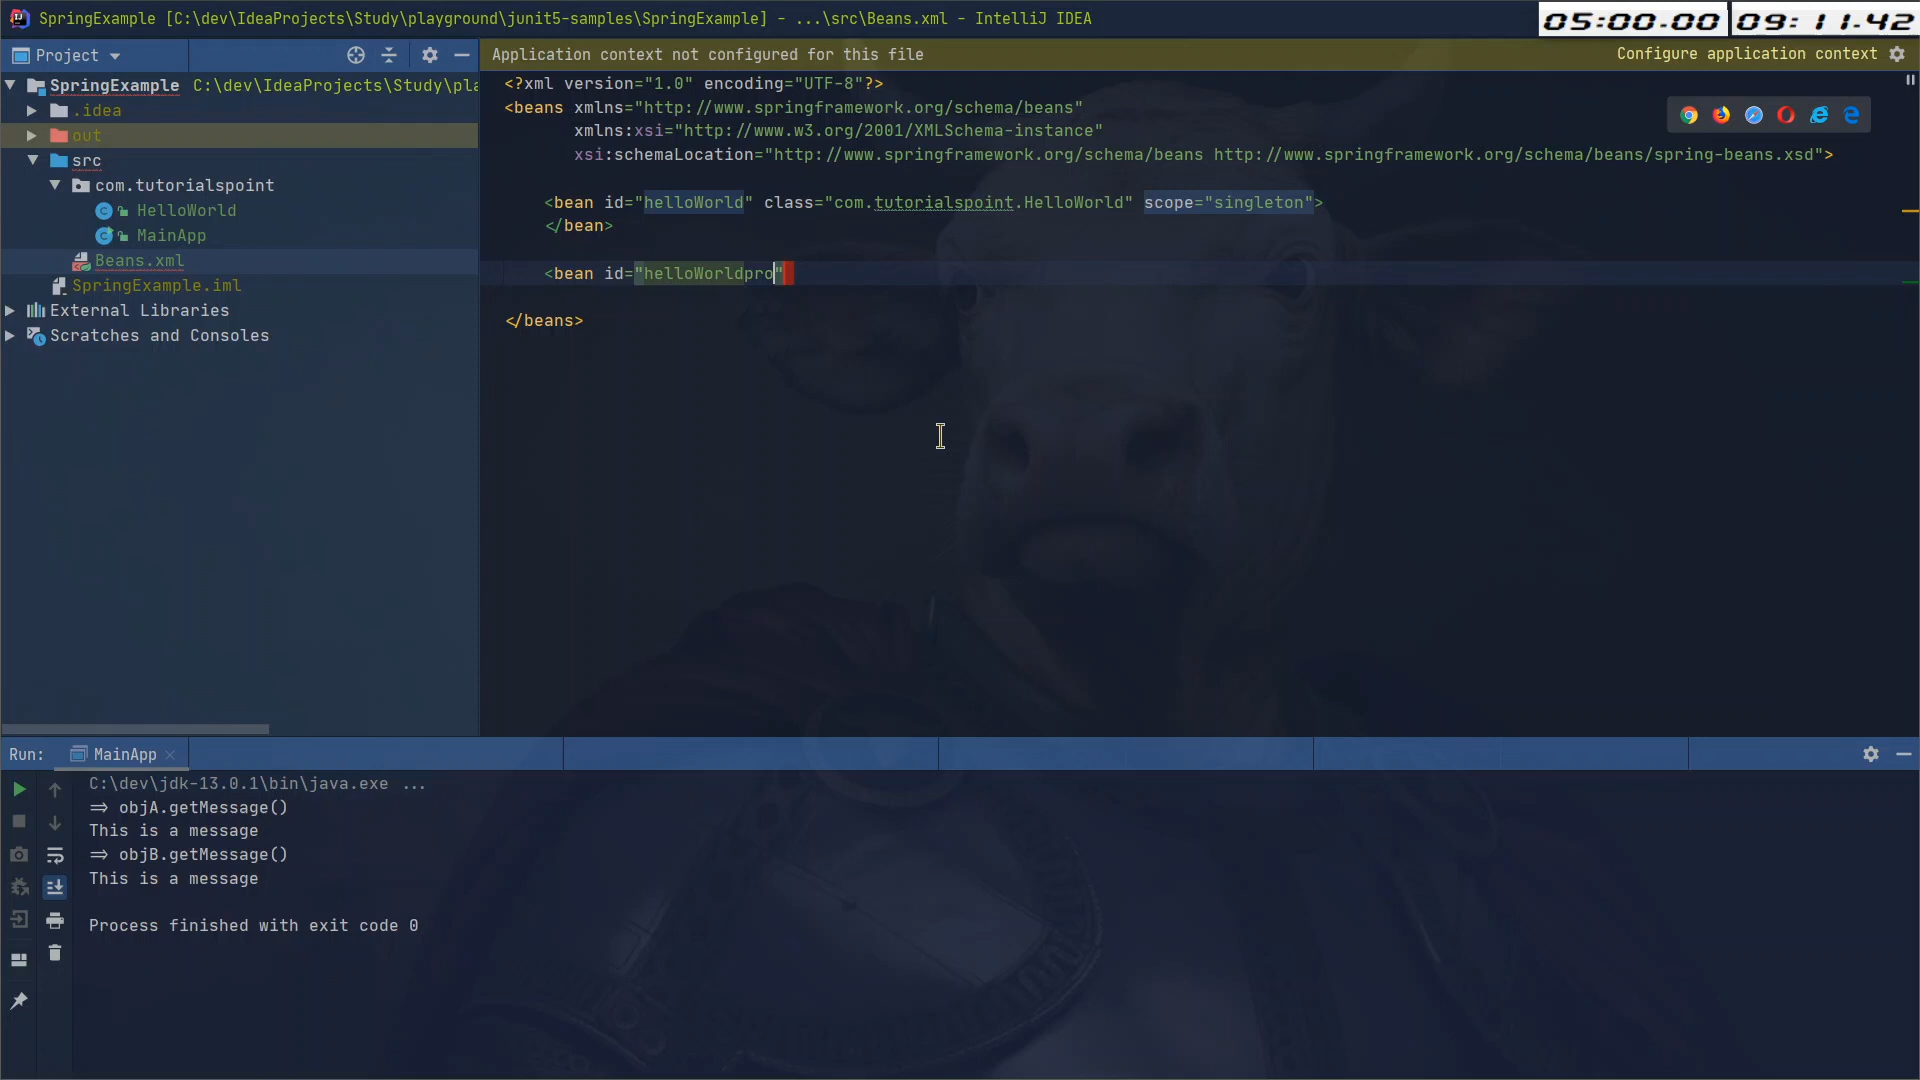 SpringExample [C:\dev\IdeaProjects\Study\playground\junit5-samples\SpringExample] - ...\src\Beans.xml - IntelliJ IDEA
05:00.00 09:11.42
Project
Application context not configured for this file
Configure application context
SpringExample C:\dev\IdeaProjects\Study\pla
.idea
out
src
com.tutorialspoint
HelloWorld
MainApp
Beans.xml
SpringExample.iml
External Libraries
Scratches and Consoles
<?xml version="1.0" encoding="UTF-8"?>
<beans xmlns="http://www.springframework.org/schema/beans"
xmlns:xsi="http://www.w3.org/2001/XMLSchema-instance"
xsi:schemaLocation="http://www.springframework.org/schema/beans http://www.springframework.org/schema/beans/spring-beans.xsd">
<bean id="helloWorld" class="com.tutorialspoint.HelloWorld" scope="singleton">
</bean>
<bean id="helloWorldpro"
</beans>
Run: MainApp
C:\dev\jdk-13.0.1\bin\java.exe ...
=> objA.getMessage()
This is a message
=> objB.getMessage()
This is a message
Process finished with exit code 0